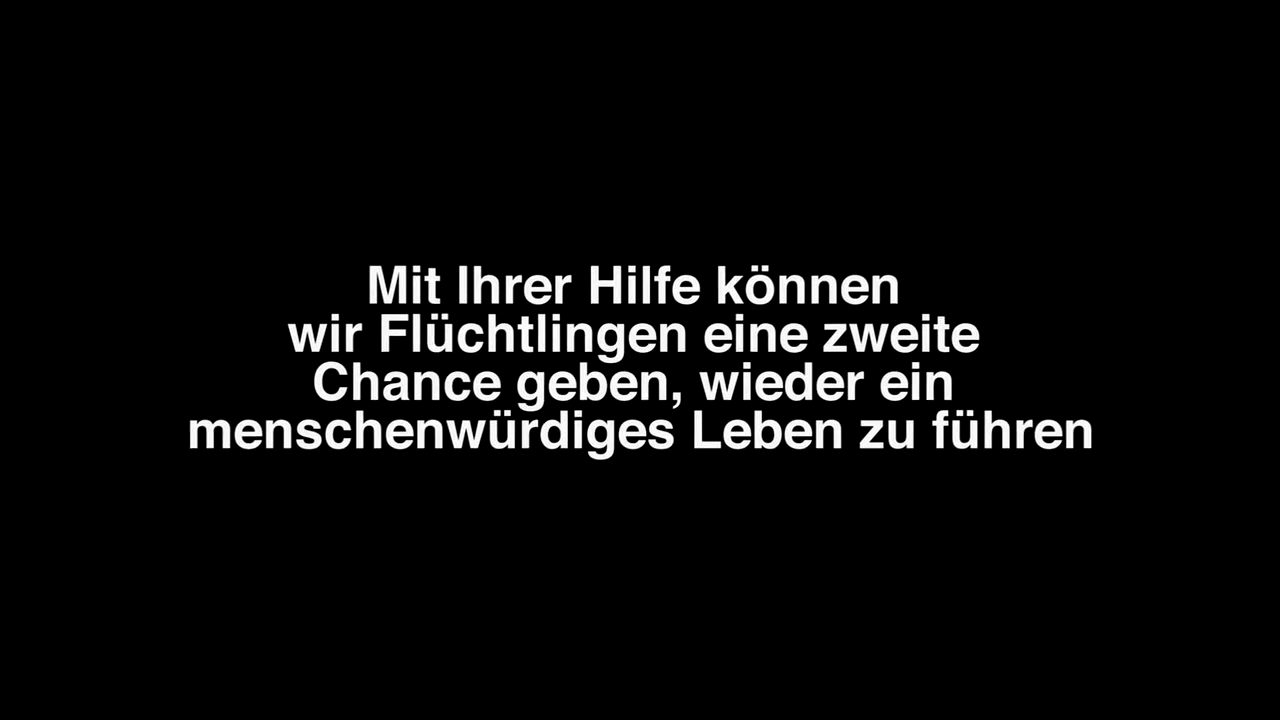 Mit Ihrer Hilfe können
wir Flüchtlingen eine zweite
Chance geben, wieder ein
menschenwürdiges Leben zu führen